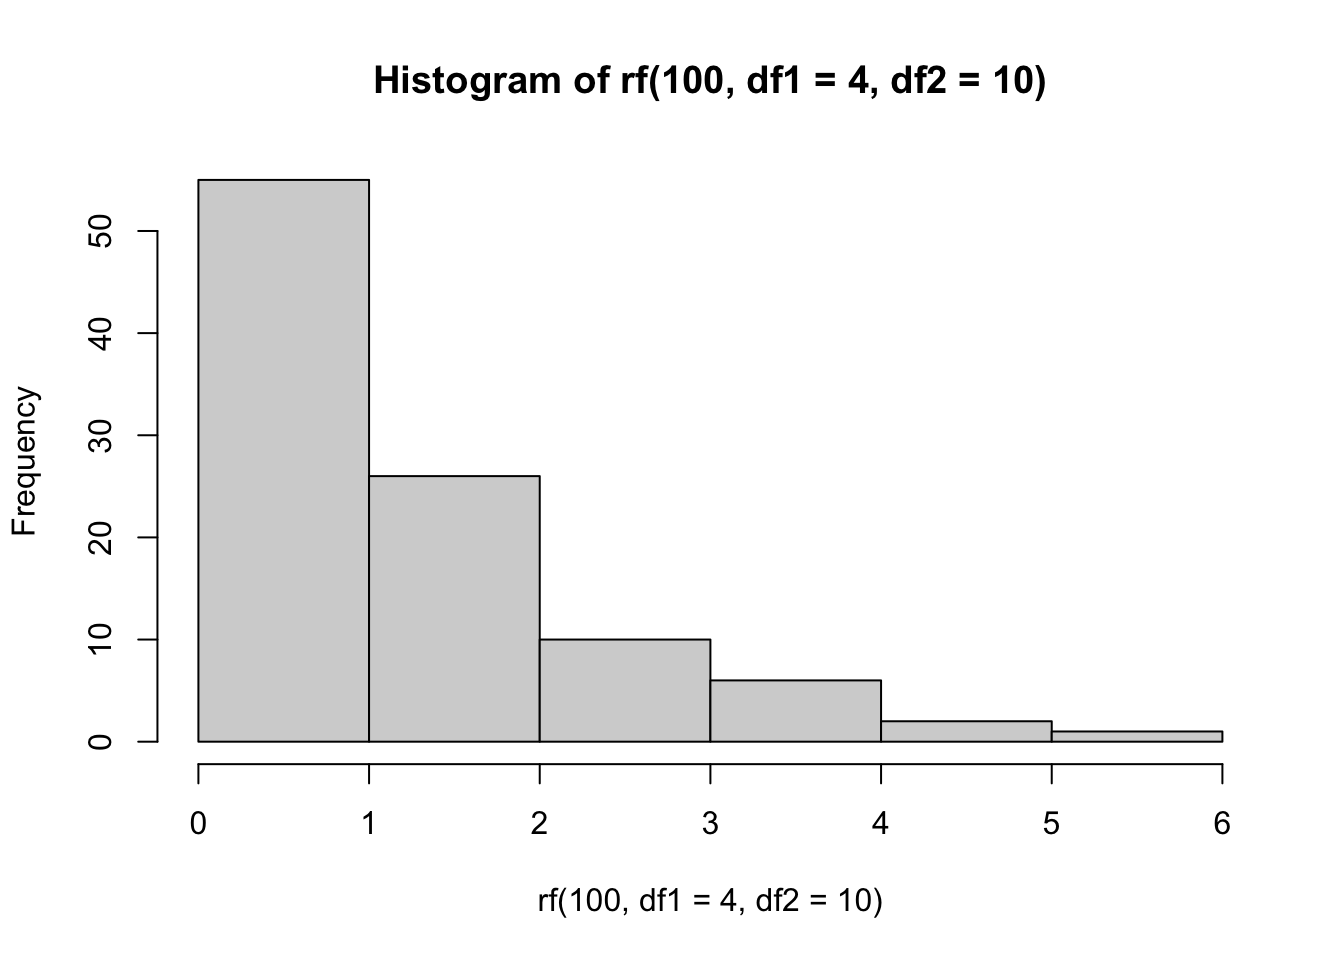 Histogram of rf(100, df1 = 4, df2 = 10)
Frequency
50
40
30
20
10
0
0 1 2 3 4 5 6
rf(100, df1 = 4, df2 = 10)